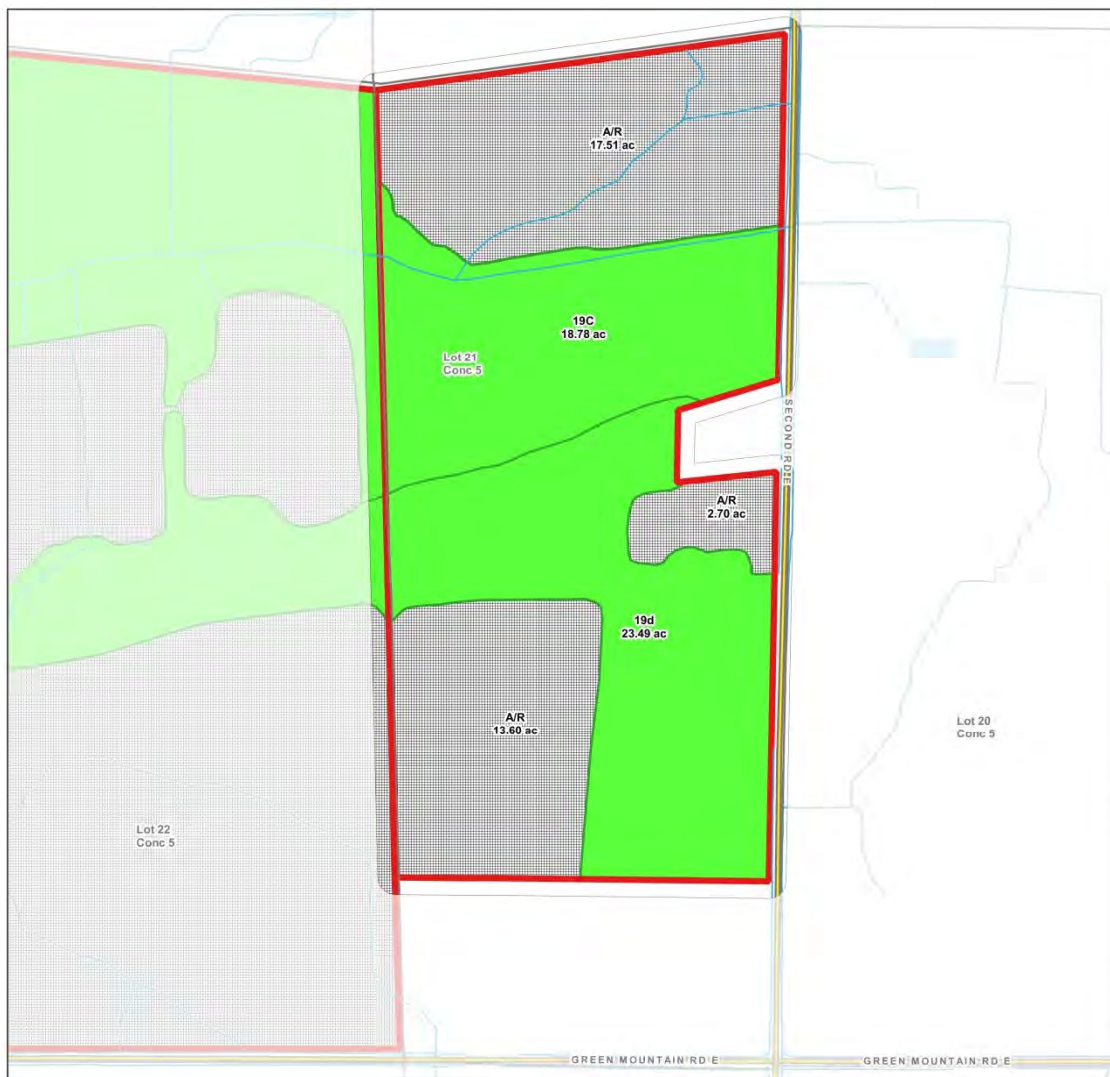 A/R
17.51 ac
19C
18.78 ac
Lot 21
Conc 5
SECOND RD E
A/R
2.70 ac
19d
23.49 ac
A/R
13.60 ac
Lot 20
Conc 5
Lot 22
Conc 5
GREEN MOUNTAIN RD E
GREEN MOUNTAIN RD E